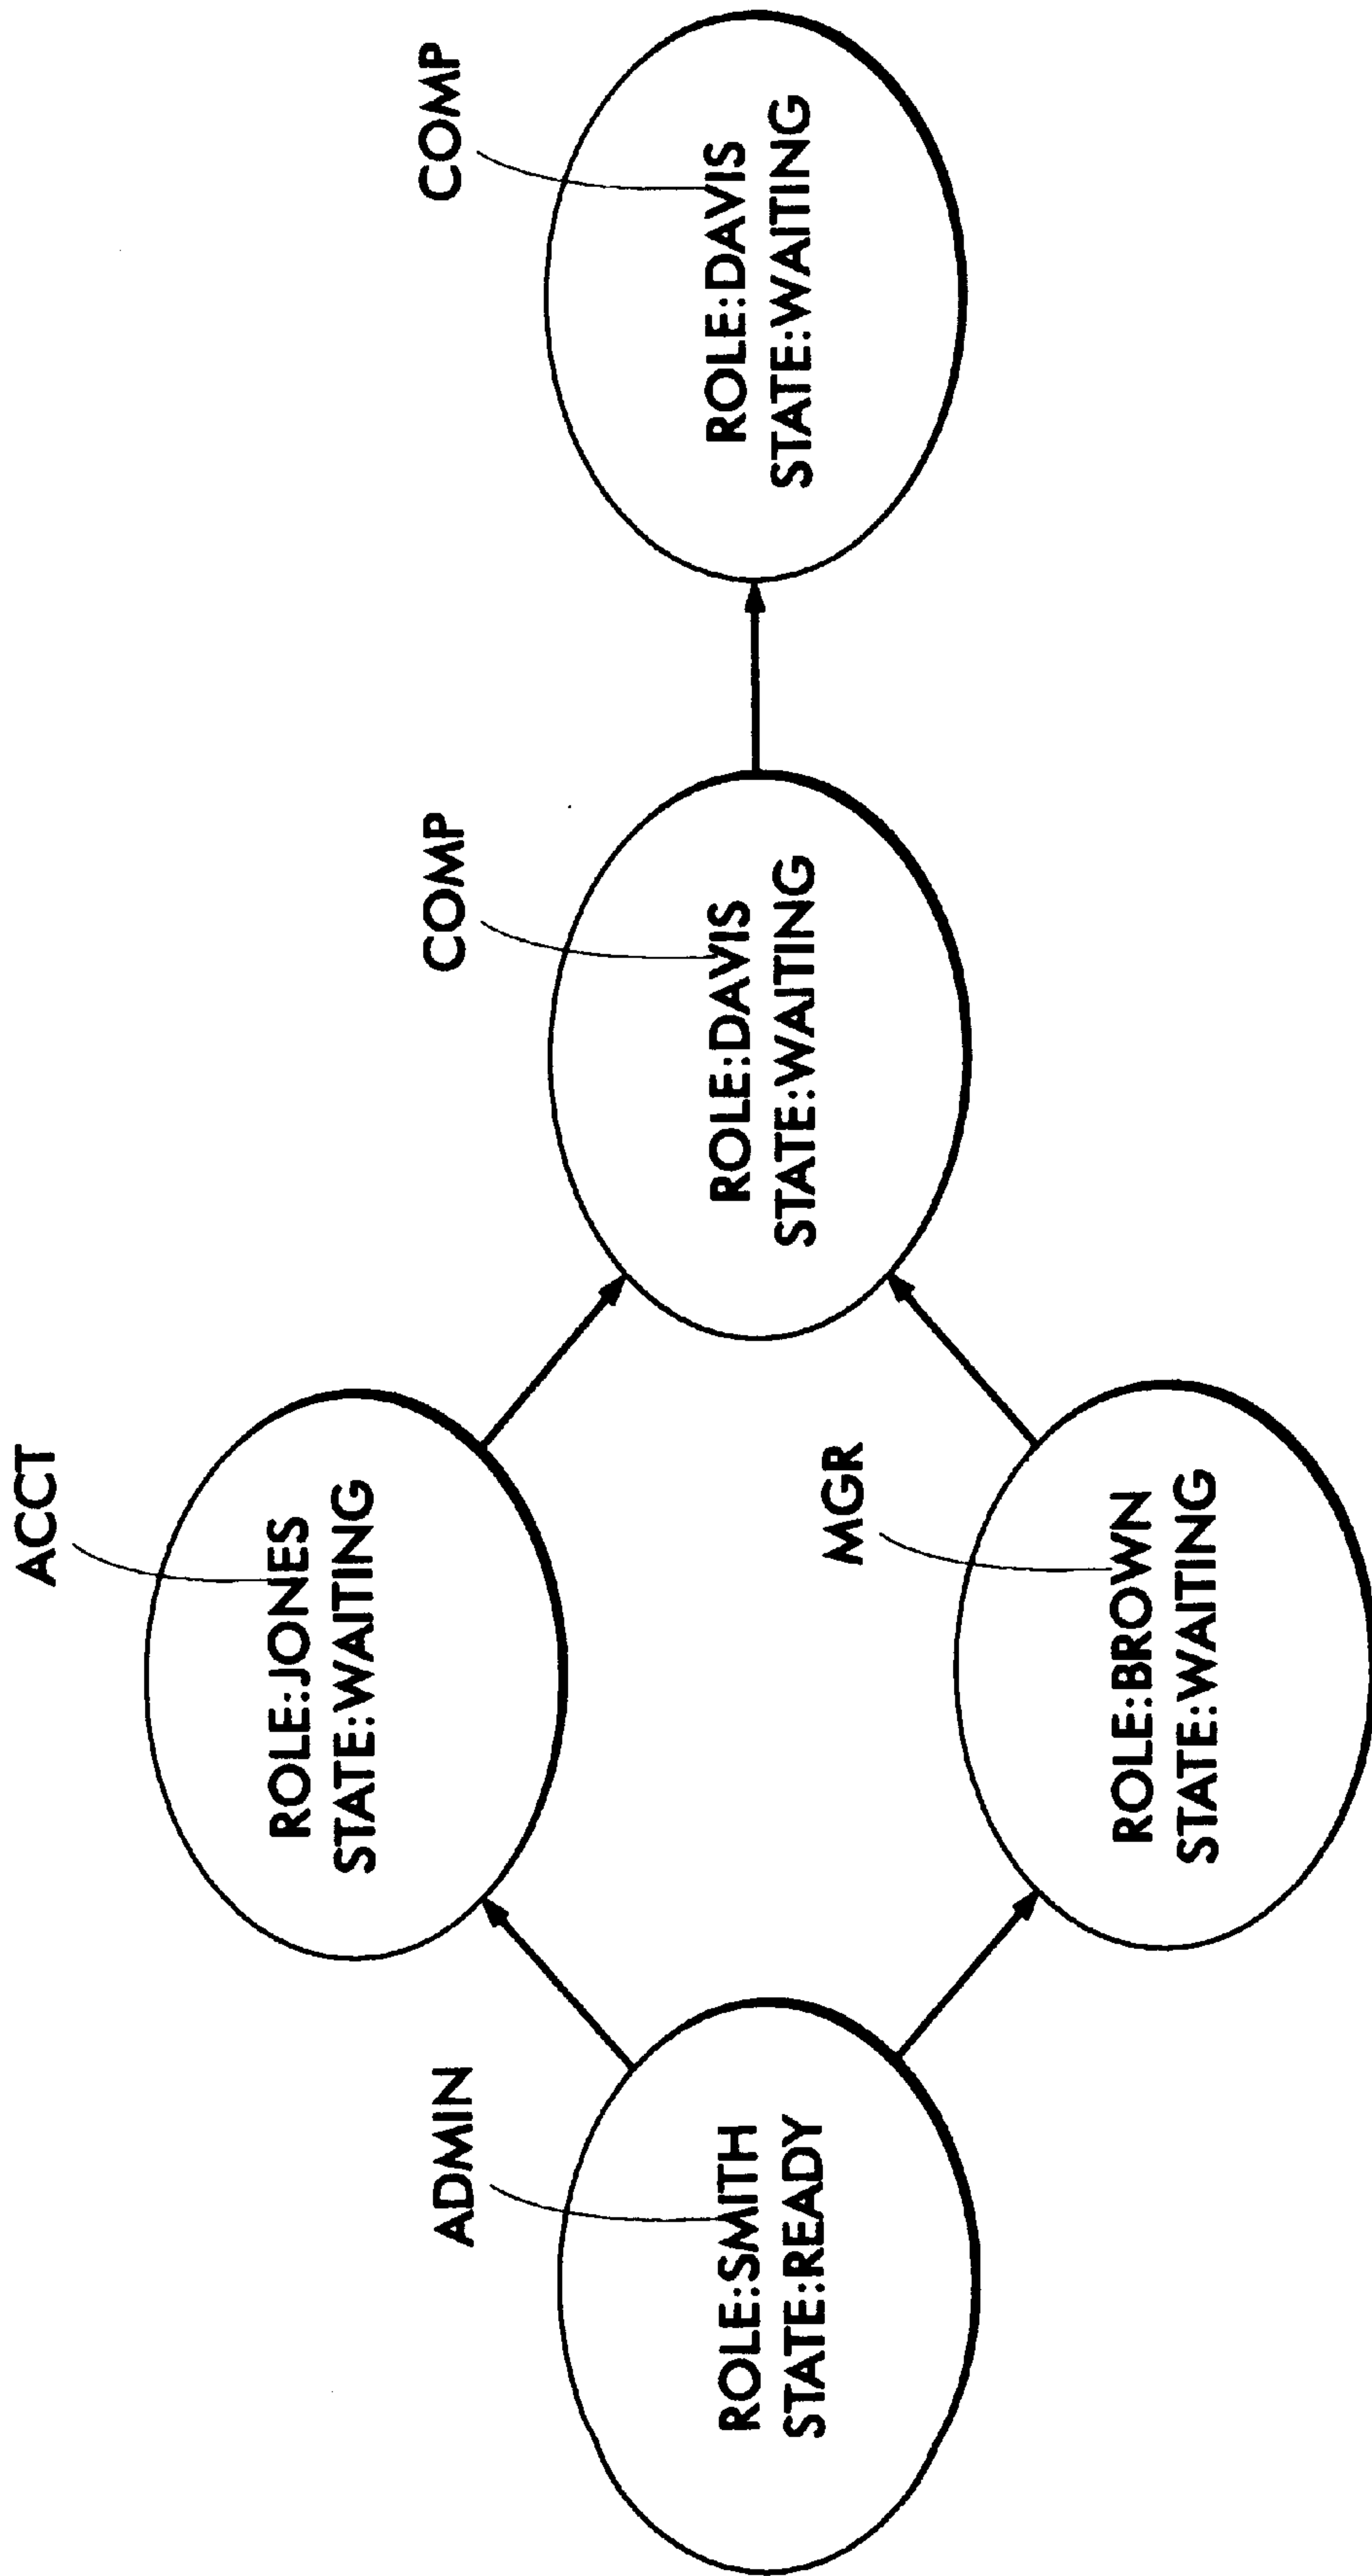 ADMIN
ROLE:SMITH
STATE:READY
ACCT
ROLE:JONES
STATE:WAITING
MGR
ROLE:BROWN
STATE:WAITING
COMP
ROLE:DAVIS
STATE:WAITING
COMP
ROLE:DAVIS
STATE:WAITING